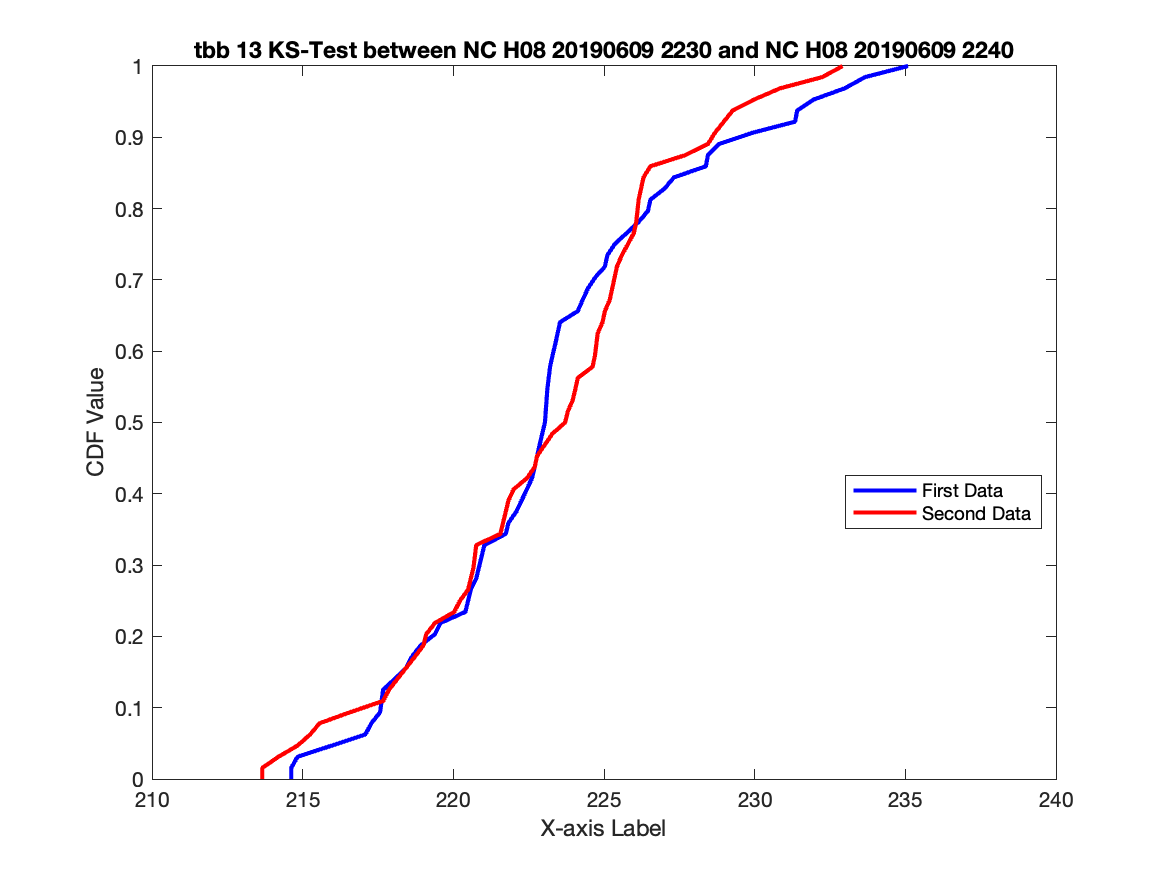 tbb 13 KS-Test between NC H08 20190609 2230 and NC H08 20190609 2240
1
0.9
0.8
0.7
0.6
0.5
0.4
0.3
0.2
0.1
0
CDF Value
First Data
Second Data
210 215 220 225 230 235 240
X-axis Label